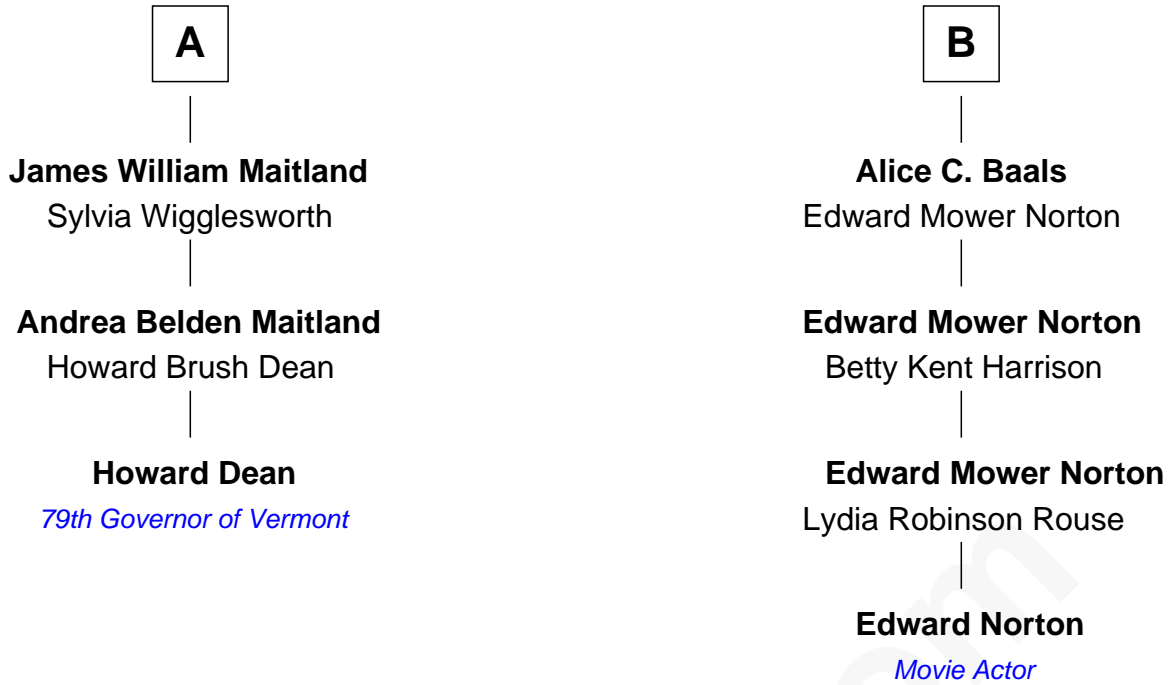 A
James William Maitland
Sylvia Wigglesworth
Andrea Belden Maitland
Howard Brush Dean
Howard Dean
79th Governor of Vermont
B
Alice C. Baals
Edward Mower Norton
Edward Mower Norton
Betty Kent Harrison
Edward Mower Norton
Lydia Robinson Rouse
Edward Norton
Movie Actor